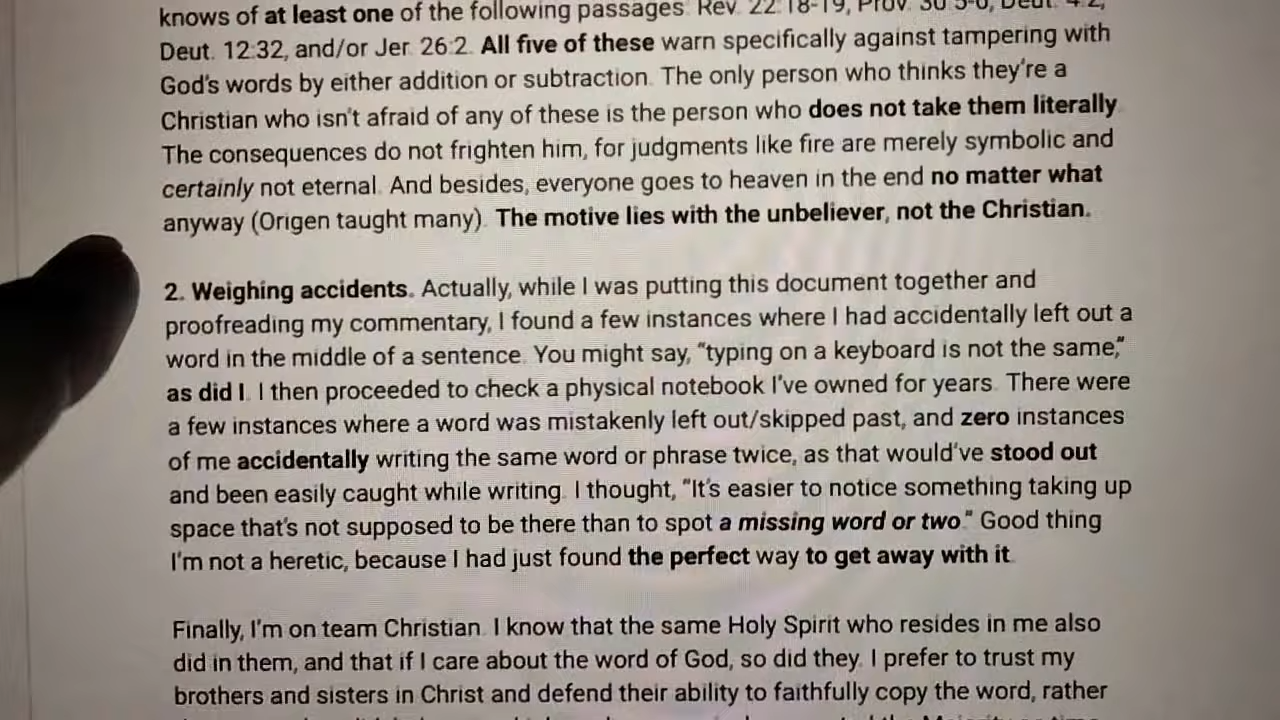 knows of at least one of the following passages: Rev. 22:18-19, Prov. 30:5-6, Deut. 4:2,
Deut. 12:32, and/or Jer. 26:2. All five of these warn specifically against tampering with
God's words by either addition or subtraction. The only person who thinks they're a
Christian who isn't afraid of any of these is the person who does not take them literally.
The consequences do not frighten him, for judgments like fire are merely symbolic and
certainly not eternal. And besides, everyone goes to heaven in the end no matter what
anyway (Origen taught many). The motive lies with the unbeliever, not the Christian.
2. Weighing accidents. Actually, while I was putting this document together and
proofreading my commentary, I found a few instances where I had accidentally left out a
word in the middle of a sentence. You might say, “typing on a keyboard is not the same,”
as did I. I then proceeded to check a physical notebook I've owned for years. There were
a few instances where a word was mistakenly left out/skipped past, and zero instances
of me accidentally writing the same word or phrase twice, as that would've stood out
and been easily caught while writing. I thought, “It's easier to notice something taking up
space that's not supposed to be there than to spot a missing word or two.” Good thing
I'm not a heretic, because I had just found the perfect way to get away with it.
Finally, I'm on team Christian. I know that the same Holy Spirit who resides in me also
did in them, and that if I care about the word of God, so did they. I prefer to trust my
brothers and sisters in Christ and defend their ability to faithfully copy the word, rather